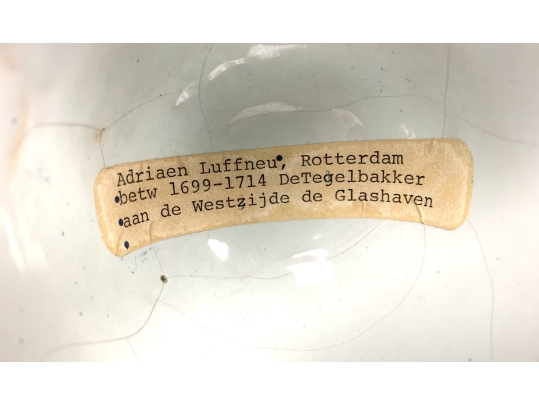 Adriaen Luffneu, Rotterdam
betw 1699-1714 DeTegelbakker
aan de Westzijde de Glashaven